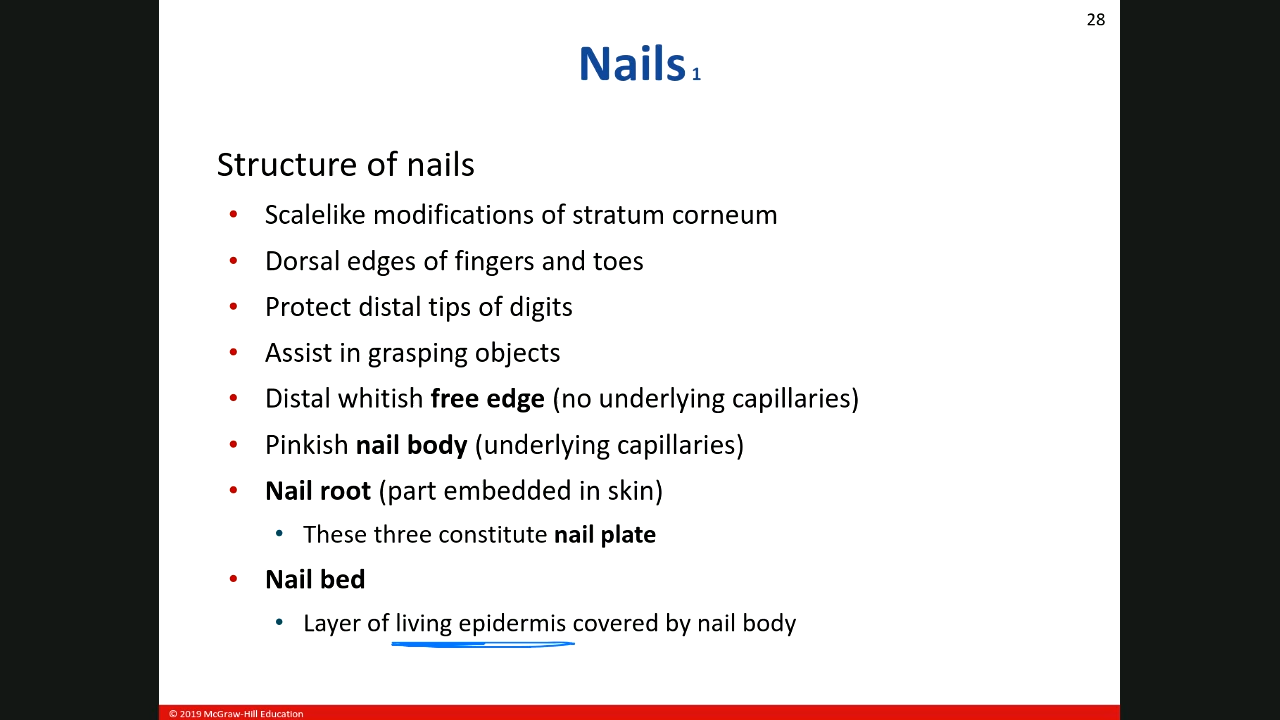 28
Nails 1
Structure of nails
• Scalelike modifications of stratum corneum
• Dorsal edges of fingers and toes
• Protect distal tips of digits
• Assist in grasping objects
• Distal whitish free edge (no underlying capillaries)
• Pinkish nail body (underlying capillaries)
• Nail root (part embedded in skin)
• These three constitute nail plate
• Nail bed
• Layer of living epidermis covered by nail body
© 2019 McGraw-Hill Education